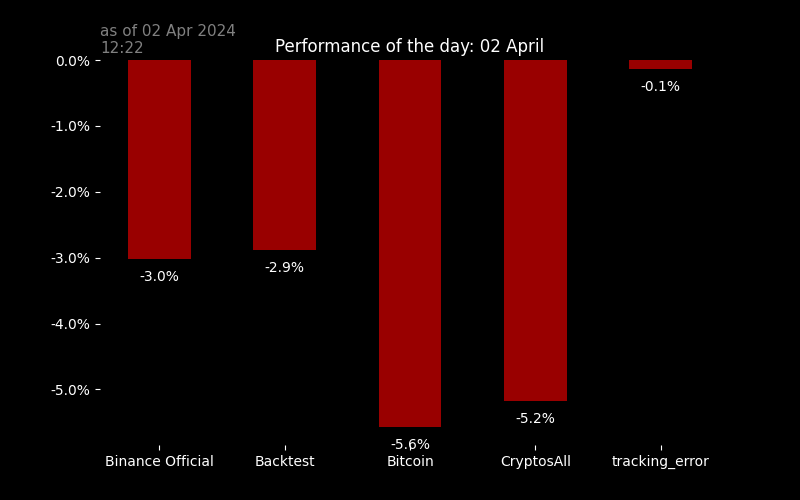 as of 02 Apr 2024
12:22
Performance of the day: 02 April
0.0%
-1.0%
-2.0%
-3.0%
-4.0%
-5.0%
-3.0%
-2.9%
-5.6%
-5.2%
-0.1%
Binance Official
Backtest
Bitcoin
CryptosAll
tracking_error